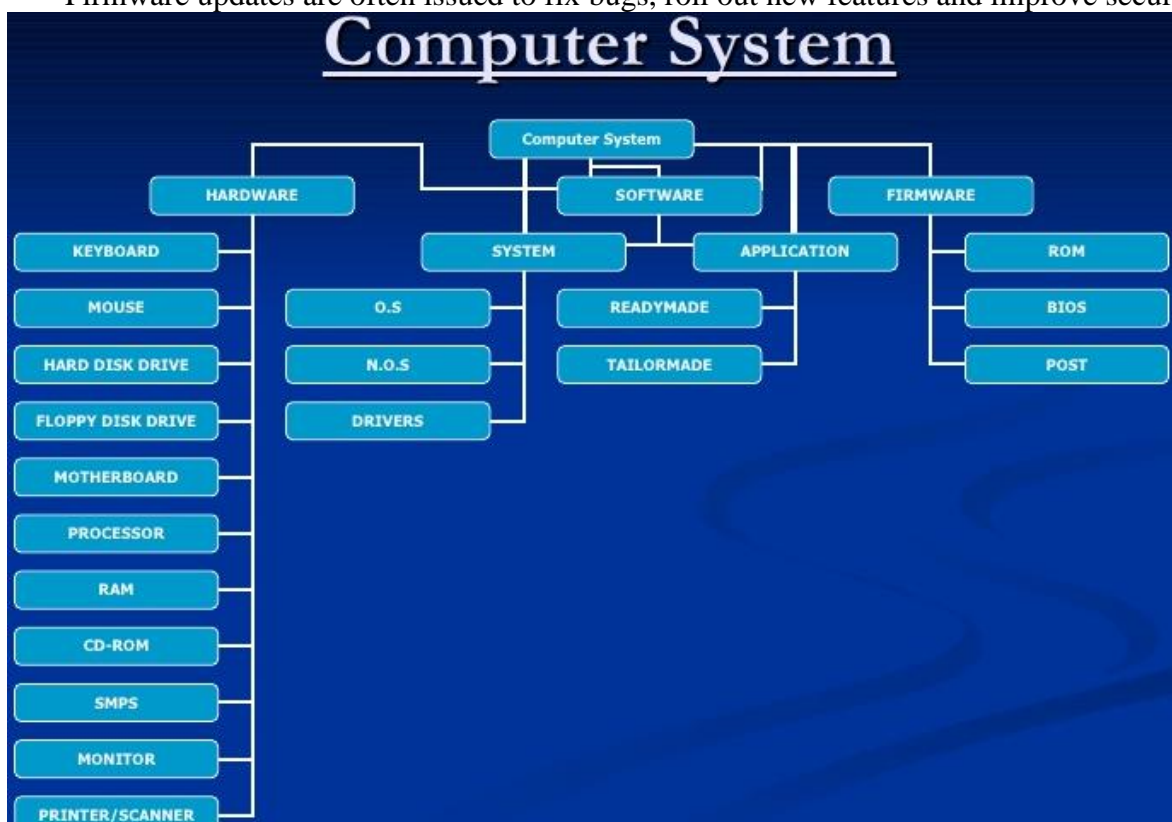 Firmware updates are often issued to fix bugs, roll out new features and improve
Computer System
Computer System
HARDWARE
SOFTWARE
FIRMWARE
KEYBOARD
SYSTEM
APPLICATION
ROM
MOUSE
O.S
READYMADE
BIOS
HARD DISK DRIVE
N.O.S
TAILORMADE
POST
FLOPPY DISK DRIVE
DRIVERS
MOTHERBOARD
PROCESSOR
RAM
CD-ROM
SMPS
MONITOR
PRINTER/SCANNER